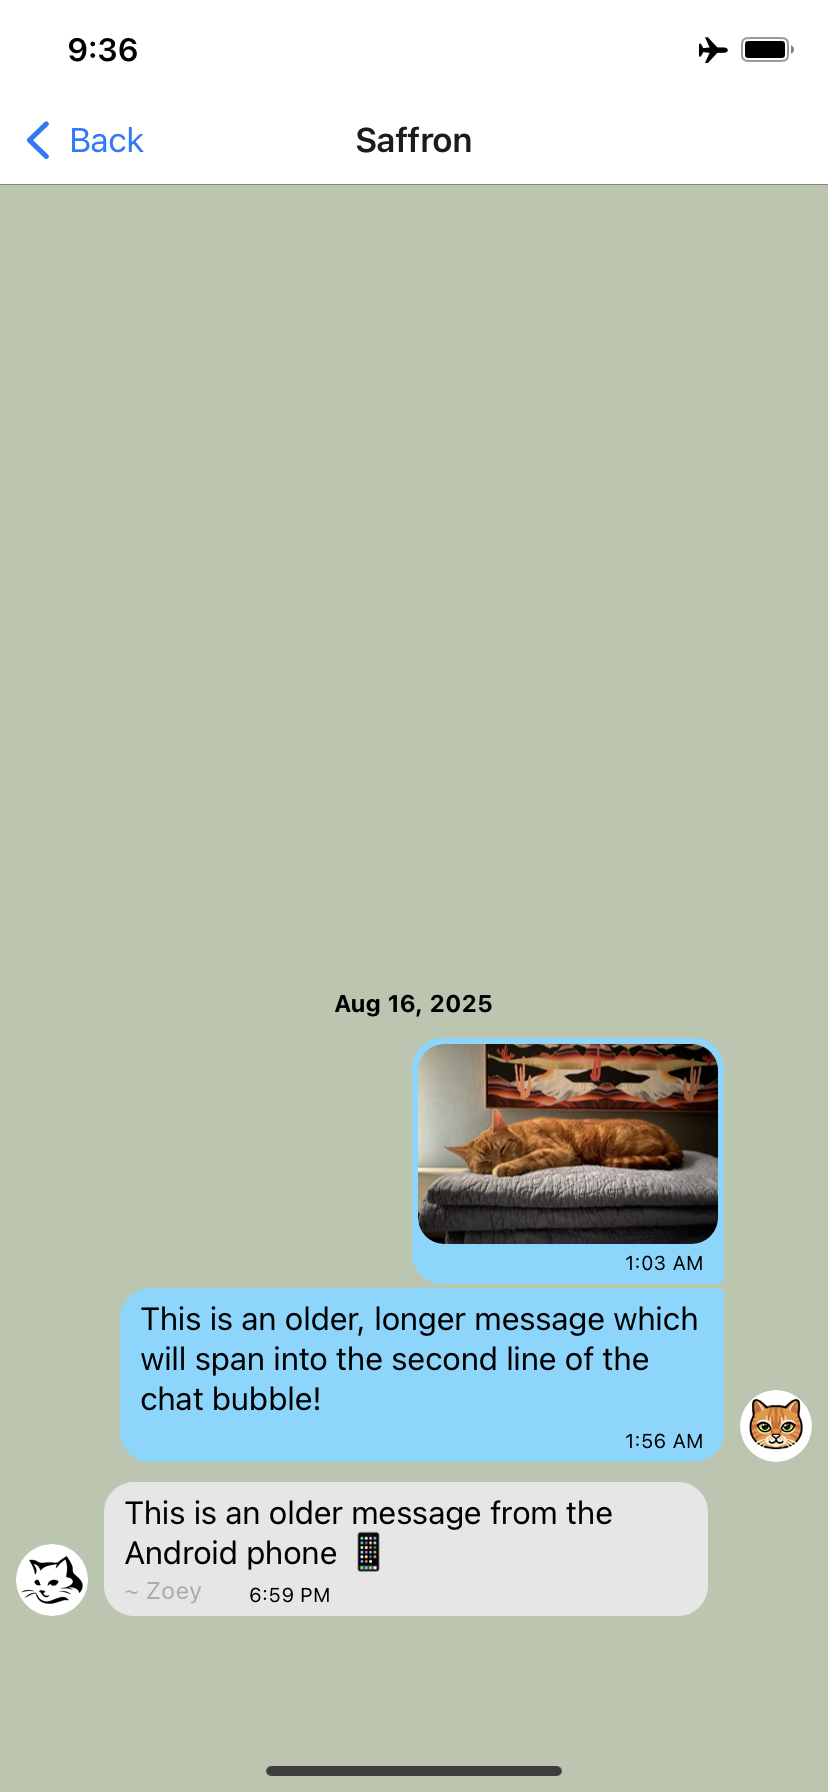 9:36
Back
Saffron
Aug 16, 2025
1:03 AM
This is an older, longer message which
will span into the second line of the
chat bubble!
1:56 AM
This is an older message from the
Android phone 📱
~ Zoey 6:59 PM